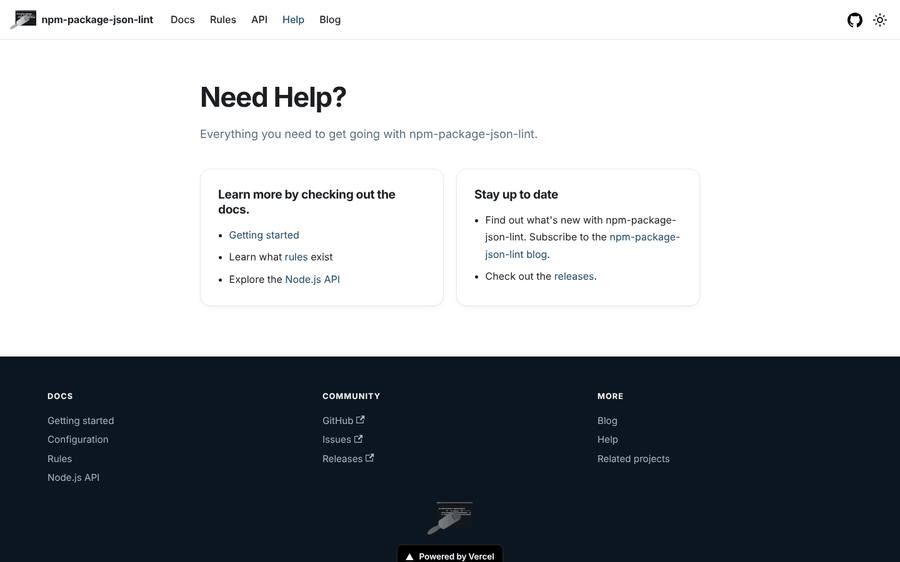 npm-package-json-lint Docs Rules API Help Blog
Need Help?
Everything you need to get going with npm-package-json-lint.
Learn more by checking out the
docs.
Getting started
Learn what rules exist
Explore the Node.js API
Stay up to date
Find out what's new with npm-package-
json-lint. Subscribe to the npm-package-
json-lint blog.
Check out the releases.
DOCS
Getting started
Configuration
Rules
Node.js API
COMMUNITY
GitHub
Issues
Releases
MORE
Blog
Help
Related projects
Powered by Vercel